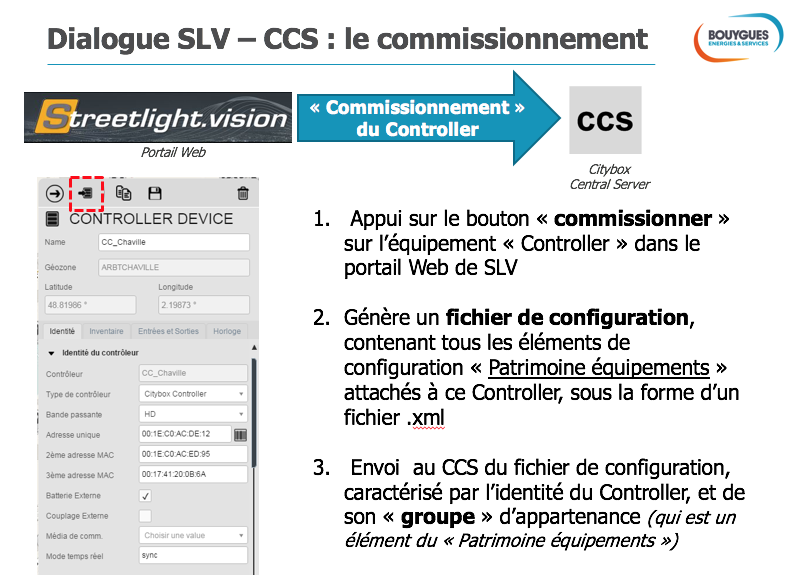 Dialogue SLV – CCS : le commissionnement
BOUYGUES
ENERGIES & SERVICES
Streetlight.vision
Portail Web
« Commissionnement »
du Controller
CCS
Citybox
Central Server
CONTROLLER DEVICE
Name CC_Chaville
Géozone ARBTCHAVILLE
Latitude Longitude
48.81986 ° 2.19873 °
Identité Inventaire Entrées et Sorties Horloge
Identité du contrôleur
Contrôleur CC_Chaville
Type de contrôleur Citybox Controller
Bande passante HD
Adresse unique 00:1E:C0:AC:DE:12
2ème adresse MAC 00:1E:C0:AC:ED:95
3ème adresse MAC 00:17:41:20:0B:6A
Batterie Externe
Couplage Externe
Média de comm. Choisir une value
Mode temps réel sync
1. Appui sur le bouton « commissionner »
sur l’équipement « Controller » dans le
portail Web de SLV
2. Génère un fichier de configuration,
contenant tous les éléments de
configuration « Patrimoine équipements »
attachés à ce Controller, sous la forme d’un
fichier .xml
3. Envoi au CCS du fichier de configuration,
caractérisé par l’identité du Controller, et de
son « groupe » d’appartenance (qui est un
élément du « Patrimoine équipements »)